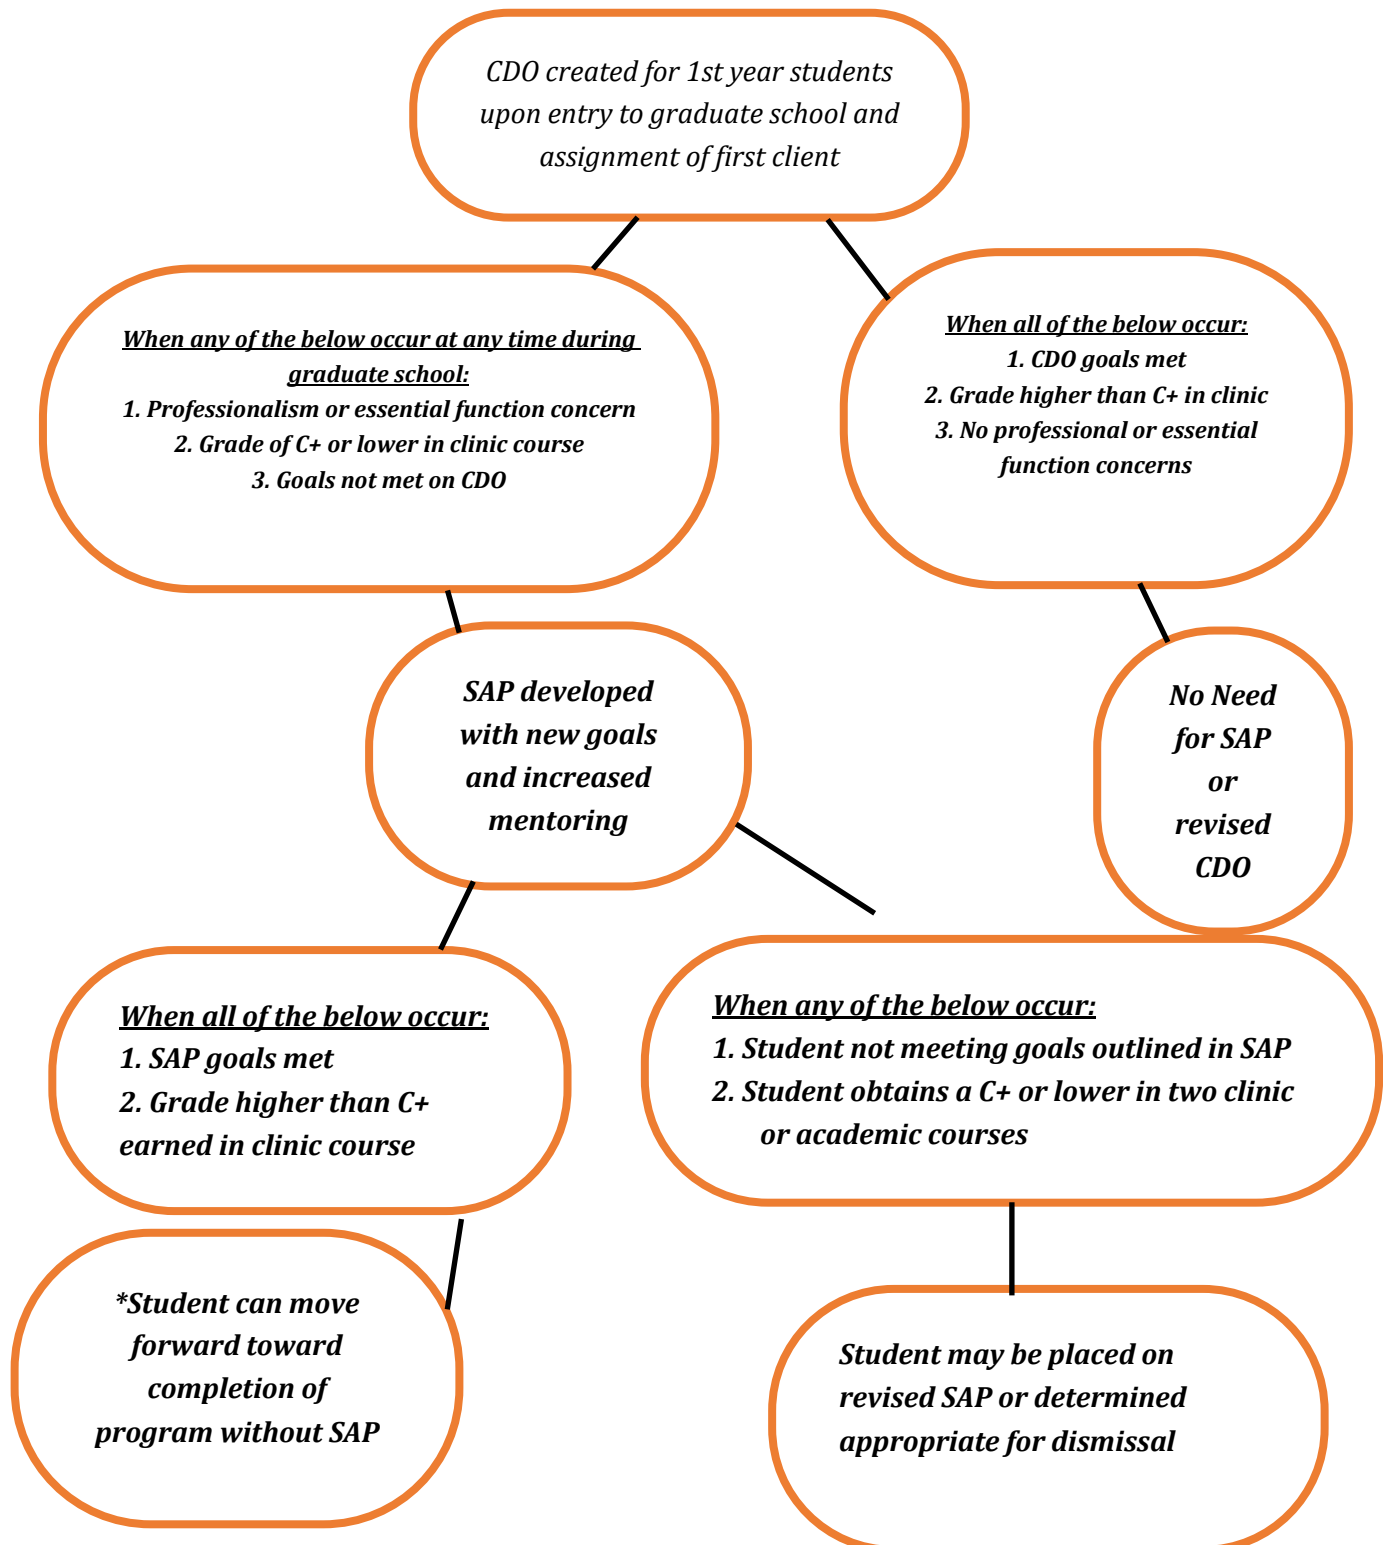 CDO created for 1st year students
upon entry to graduate school and
assignment of first client
When any of the below occur at any time during
graduate school:
1. Professionalism or essential function concern
2. Grade of C+ or lower in clinic course
3. Goals not met on CDO
When all of the below occur:
1. CDO goals met
2. Grade higher than C+ in clinic
3. No professional or essential
function concerns
SAP developed
with new goals
and increased
mentoring
No Need
for SAP
or
revised
CDO
When all of the below occur:
1. SAP goals met
2. Grade higher than C+
earned in clinic course
When any of the below occur:
1. Student not meeting goals outlined in SAP
2. Student obtains a C+ or lower in two clinic
or academic courses
*Student can move
forward toward
completion of
program without SAP
Student may be placed on
revised SAP or determined
appropriate for dismissal